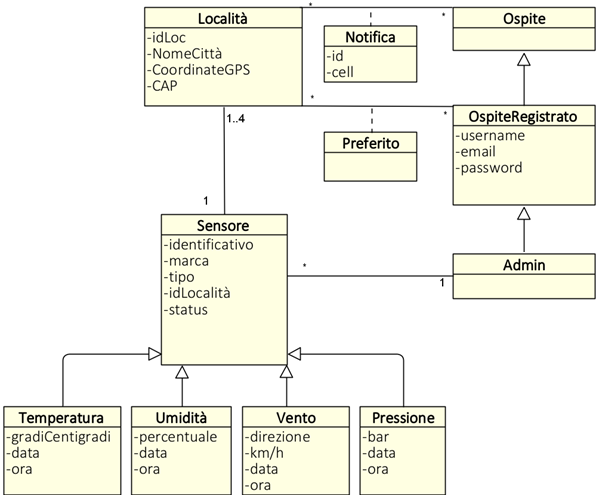 Località
-idLoc
-NomeCittà
-CoordinateGPS
-CAP
*
*
Notifica
-id
-cell
Ospite
*
*
Preferito
OspiteRegistrato
-username
-email
-password
1..4
1
Sensore
-identificativo
-marca
-tipo
-idLocalità
-status
*
1
Admin
Temperatura
-gradiCentigradi
-data
-ora
Umidità
-percentuale
-data
-ora
Vento
-direzione
-km/h
-data
-ora
Pressione
-bar
-data
-ora